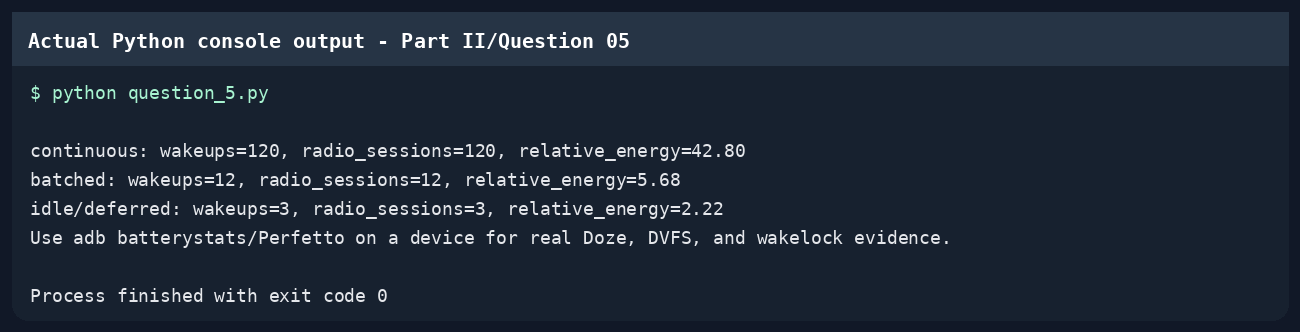 Actual Python console output - Part II/Question 05
$ python question_5.py
continuous: wakeups=120, radio_sessions=120, relative_energy=42.80
batched: wakeups=12, radio_sessions=12, relative_energy=5.68
idle/deferred: wakeups=3, radio_sessions=3, relative_energy=2.22
Use adb batterystats/Perfetto on a device for real Doze, DVFS, and wakelock evidence.
Process finished with exit code 0